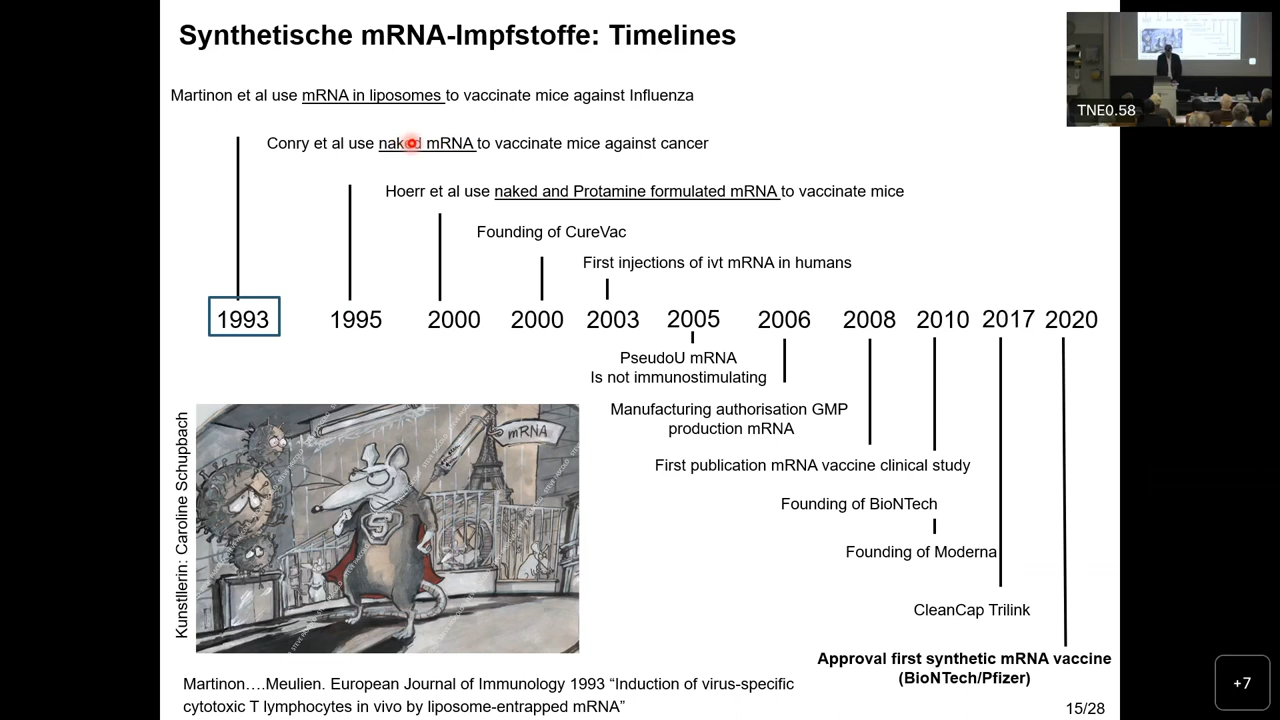 Synthetische mRNA-Impfstoffe: Timelines
TNE0.58
Martinon et al use mRNA in liposomes to vaccinate mice against Influenza
Conry et al use naked mRNA to vaccinate mice against cancer
Hoerr et al use naked and Protamine formulated mRNA to vaccinate mice
Founding of CureVac
First injections of ivt mRNA in humans
1993 1995 2000 2000 2003 2005 2006 2008 2010 2017 2020
PseudoU mRNA
Is not immunostimulating
Manufacturing authorisation GMP
production mRNA
First publication mRNA vaccine clinical study
Founding of BioNTech
Founding of Moderna
CleanCap Trilink
Approval first synthetic mRNA vaccine
(BioNTech/Pfizer)
Kunstllerin: Caroline Schupbach
mRNA
S
Martinon….Meulien. European Journal of Immunology 1993 “Induction of virus-specific
cytotoxic T lymphocytes in vivo by liposome-entrapped mRNA”
15/28
+7